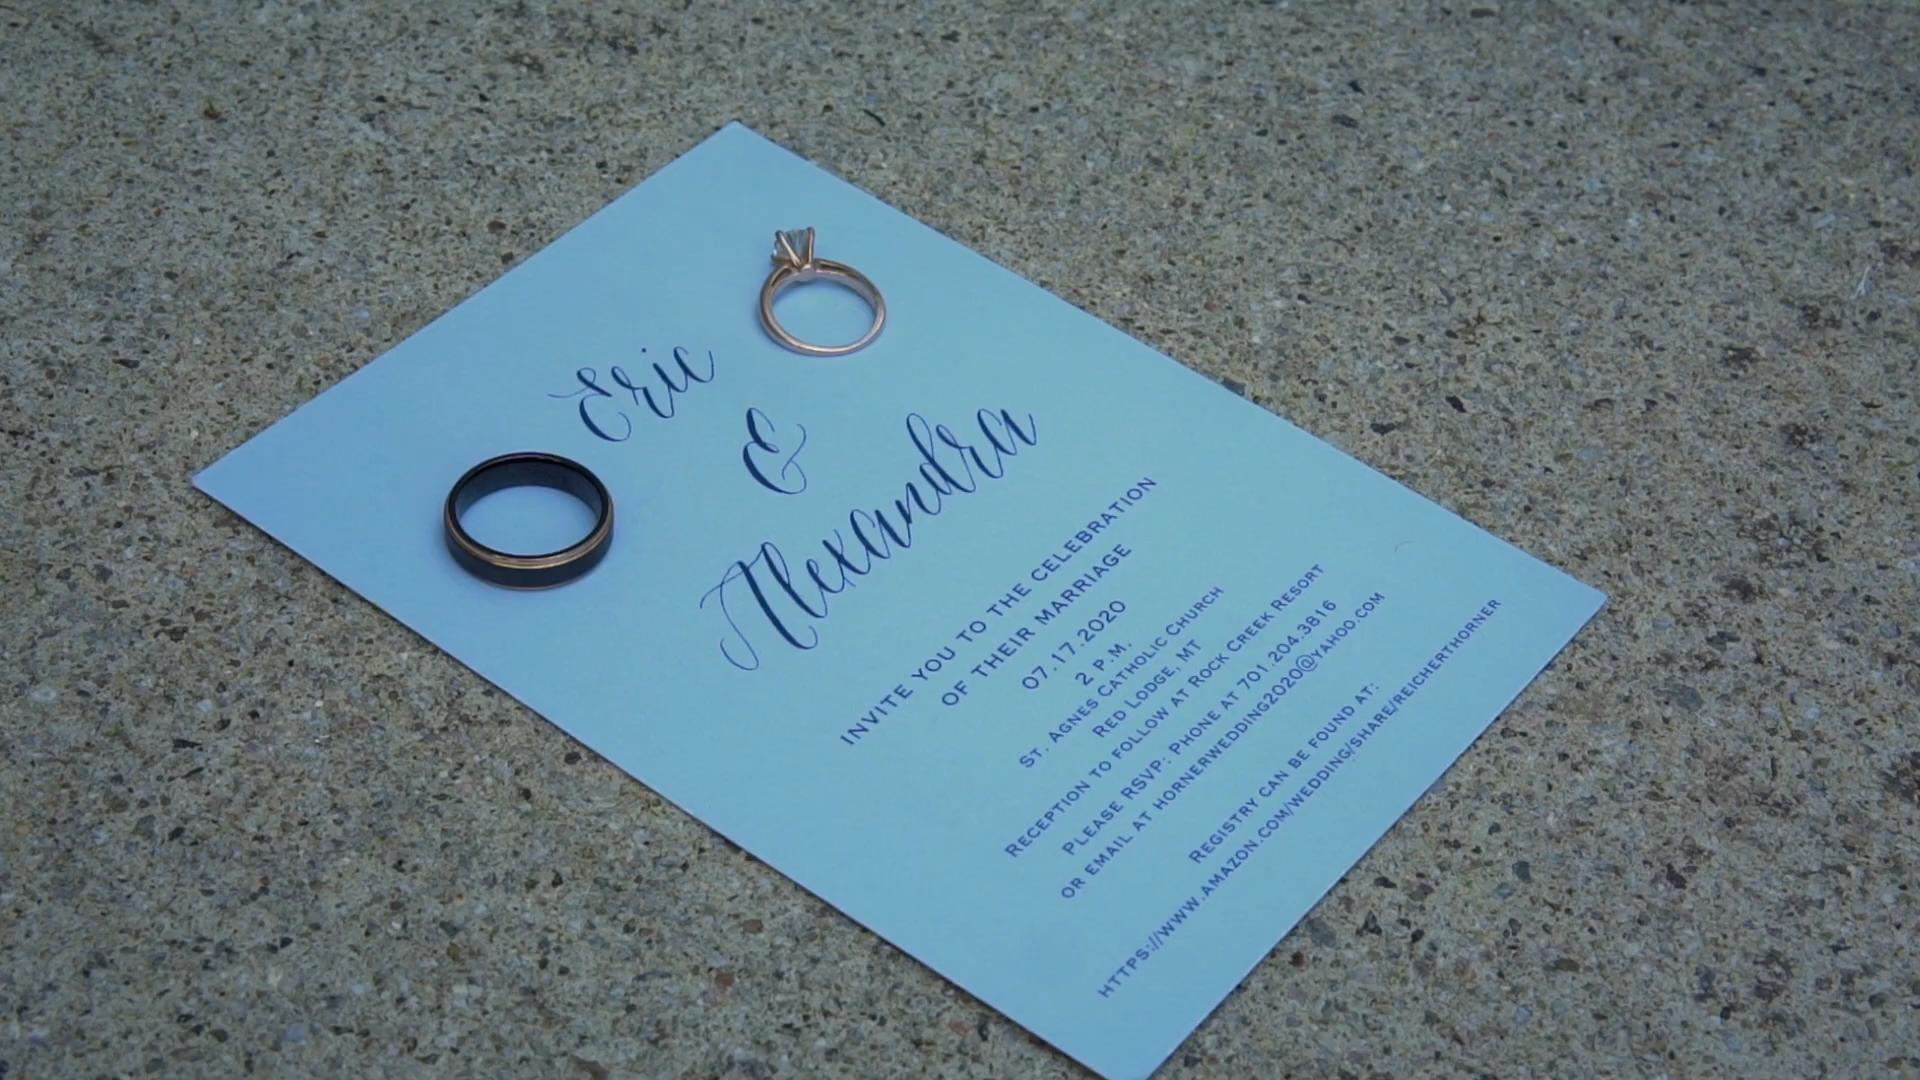 Eric
&
Alexandra
INVITE YOU TO THE CELEBRATION
OF THEIR MARRIAGE
07.17.2020
2 P.M.
ST. AGNES CATHOLIC CHURCH
RED LODGE, MT
RECEPTION TO FOLLOW AT ROCK CREEK RESORT
PLEASE RSVP: PHONE AT 701.204.3816
OR EMAIL AT HORNERWEDDING2020@YAHOO.COM
REGISTRY CAN BE FOUND AT:
HTTPS://WWW.AMAZON.COM/WEDDING/SHARE/REICHERTHORNER